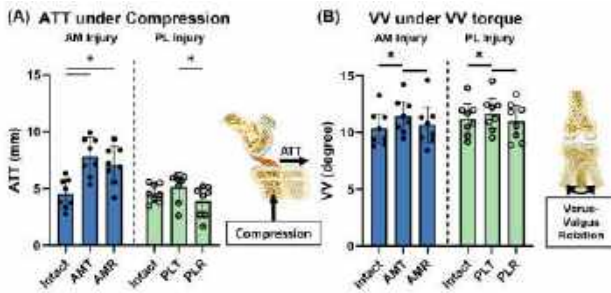 (A) ATT under Compression
AM Injury
PL Injury
*
*
15
10
5
0
ATT (mm)
Intact
AMT
AMR
Intact
PLT
PLR
ATT
Compression
(B) VV under VV torque
AM Injury
PL Injury
*
*
15
10
5
0
VV (degree)
Intact
AMT
AMR
Intact
PLT
PLR
Varus-
Valgus
Rotation